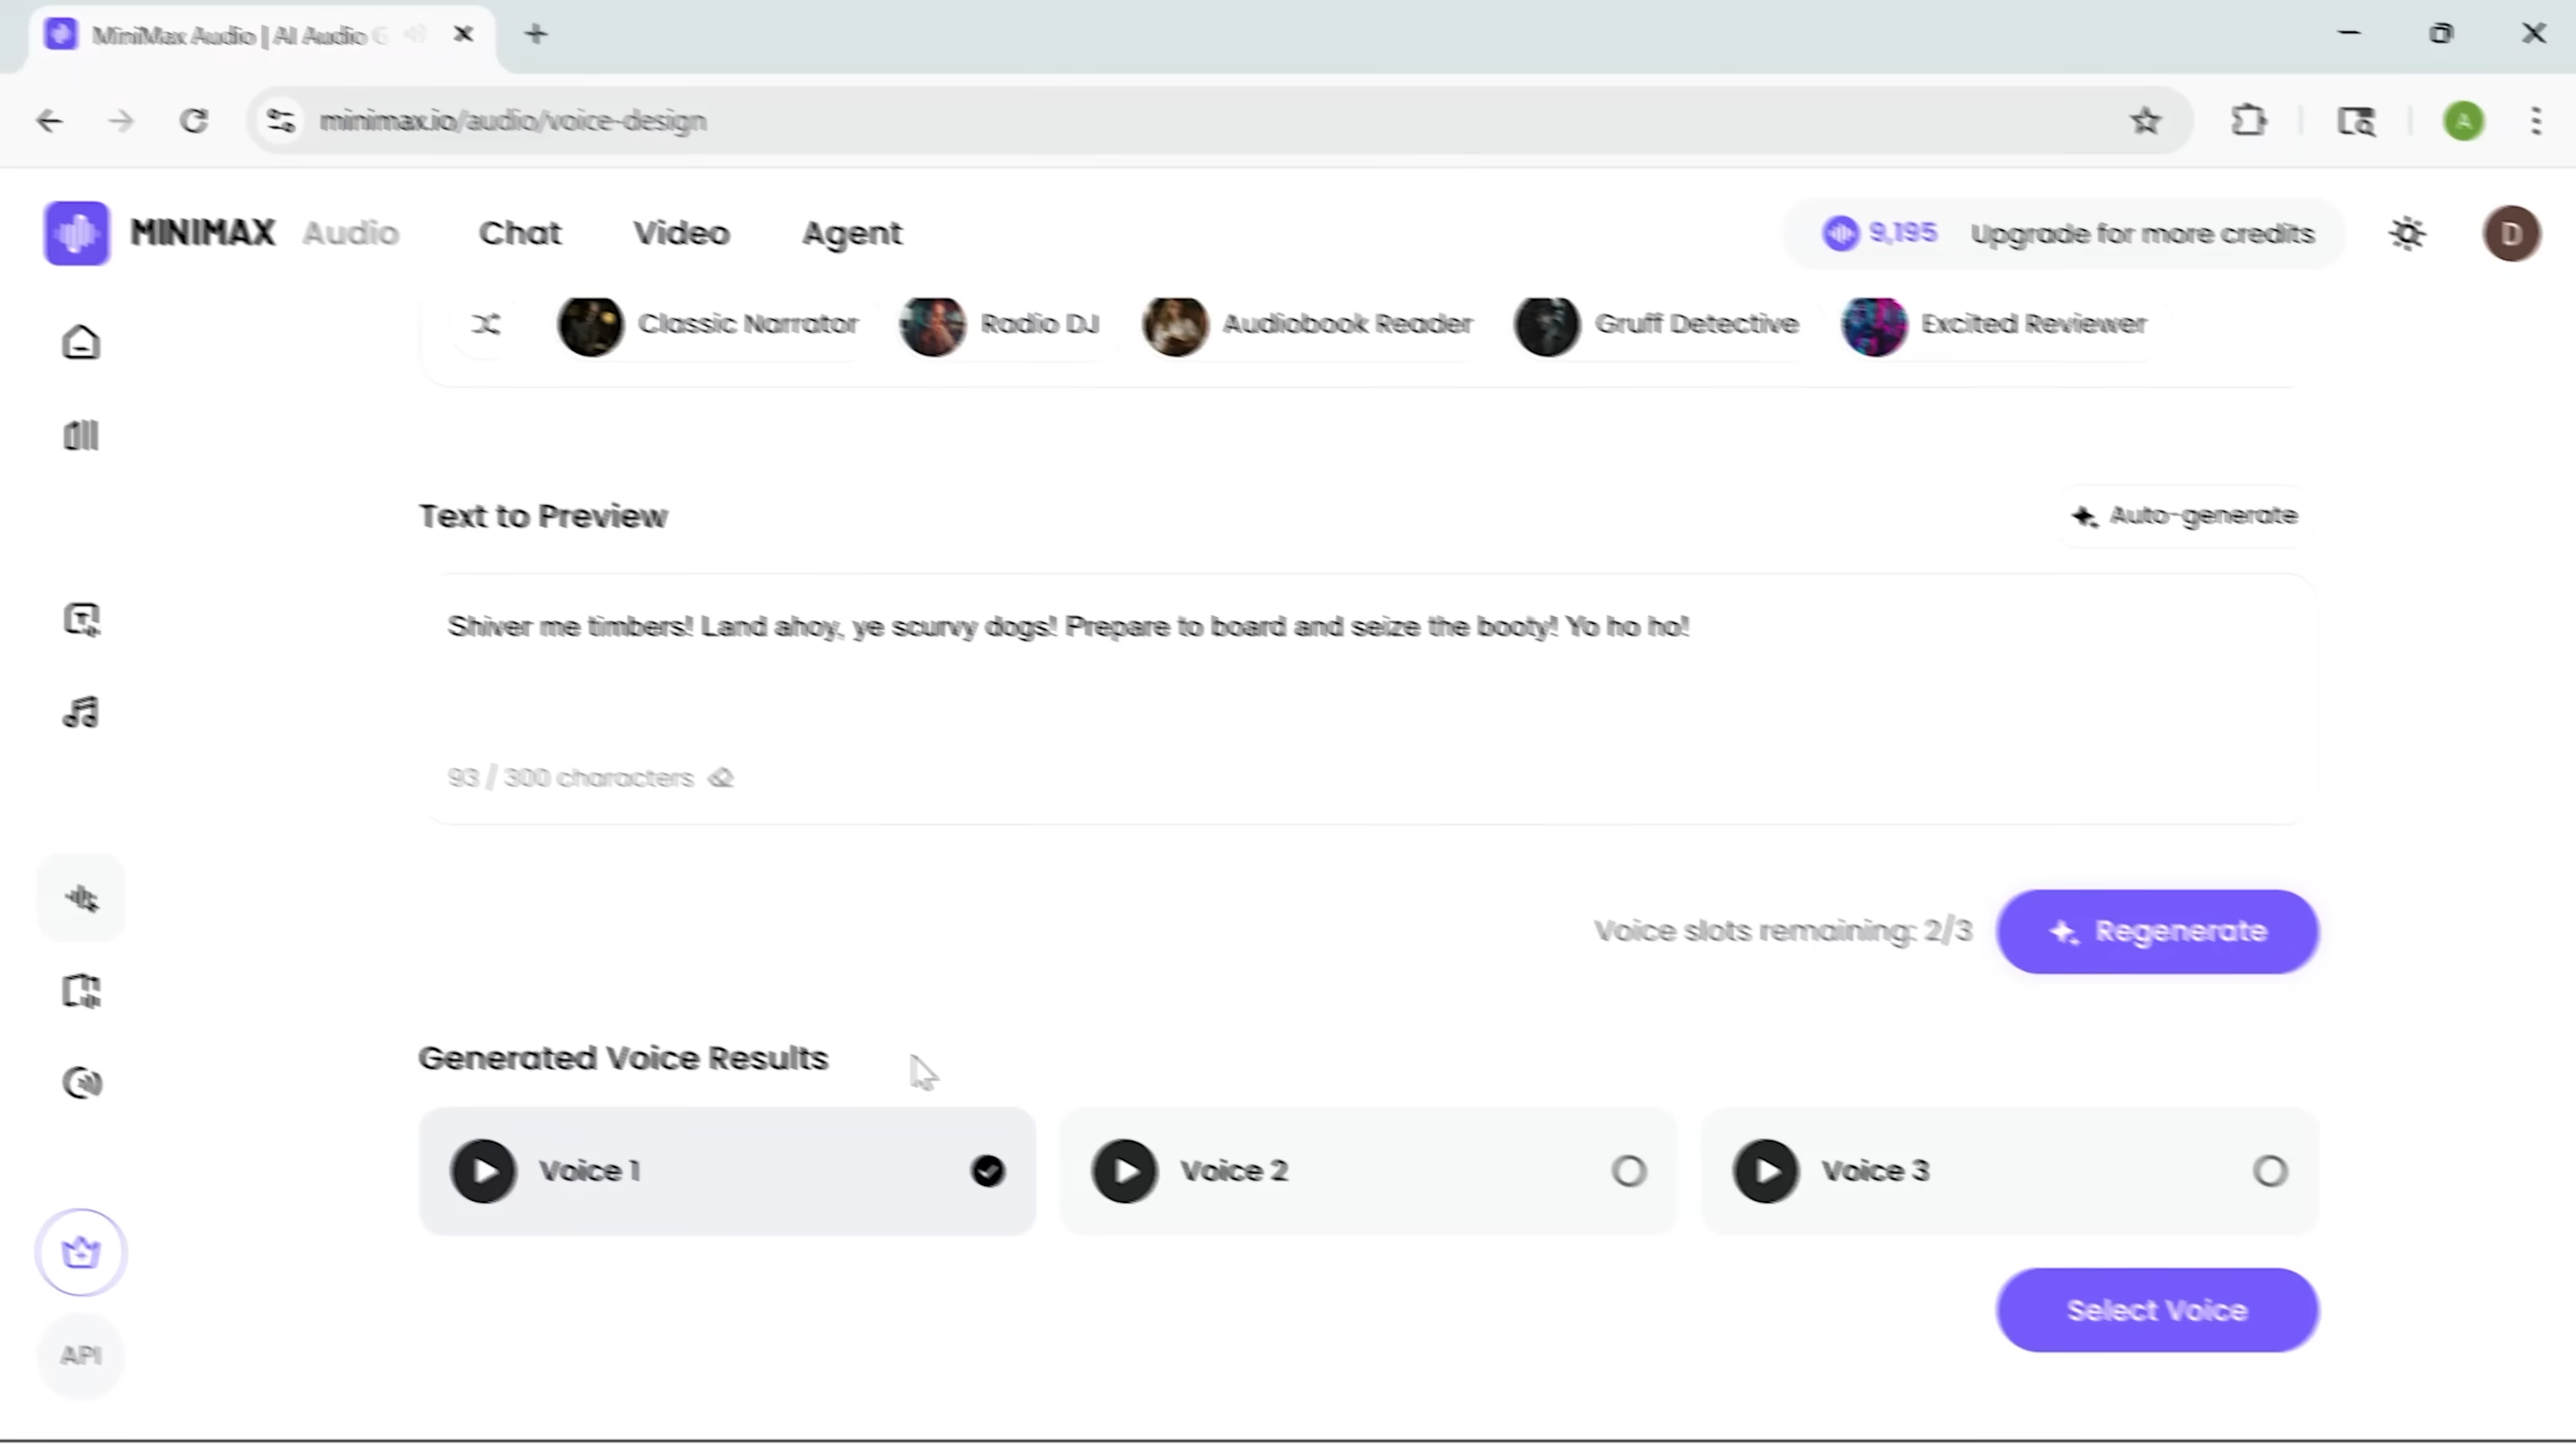 MiniMax Audio | AI Audio G
minimax.io/audio/voice-design
A
MINIMAX Audio Chat Video Agent
9,195 Upgrade for more credits
D
Classic Narrator Radio DJ Audiobook Reader Gruff Detective Excited Reviewer
Text to Preview
Auto-generate
Shiver me timbers! Land ahoy, ye scurvy dogs! Prepare to board and seize the booty! Yo ho ho!
93 / 300 characters
Voice slots remaining: 2/3
Regenerate
Generated Voice Results
Voice 1 Voice 2 Voice 3
Select Voice
API